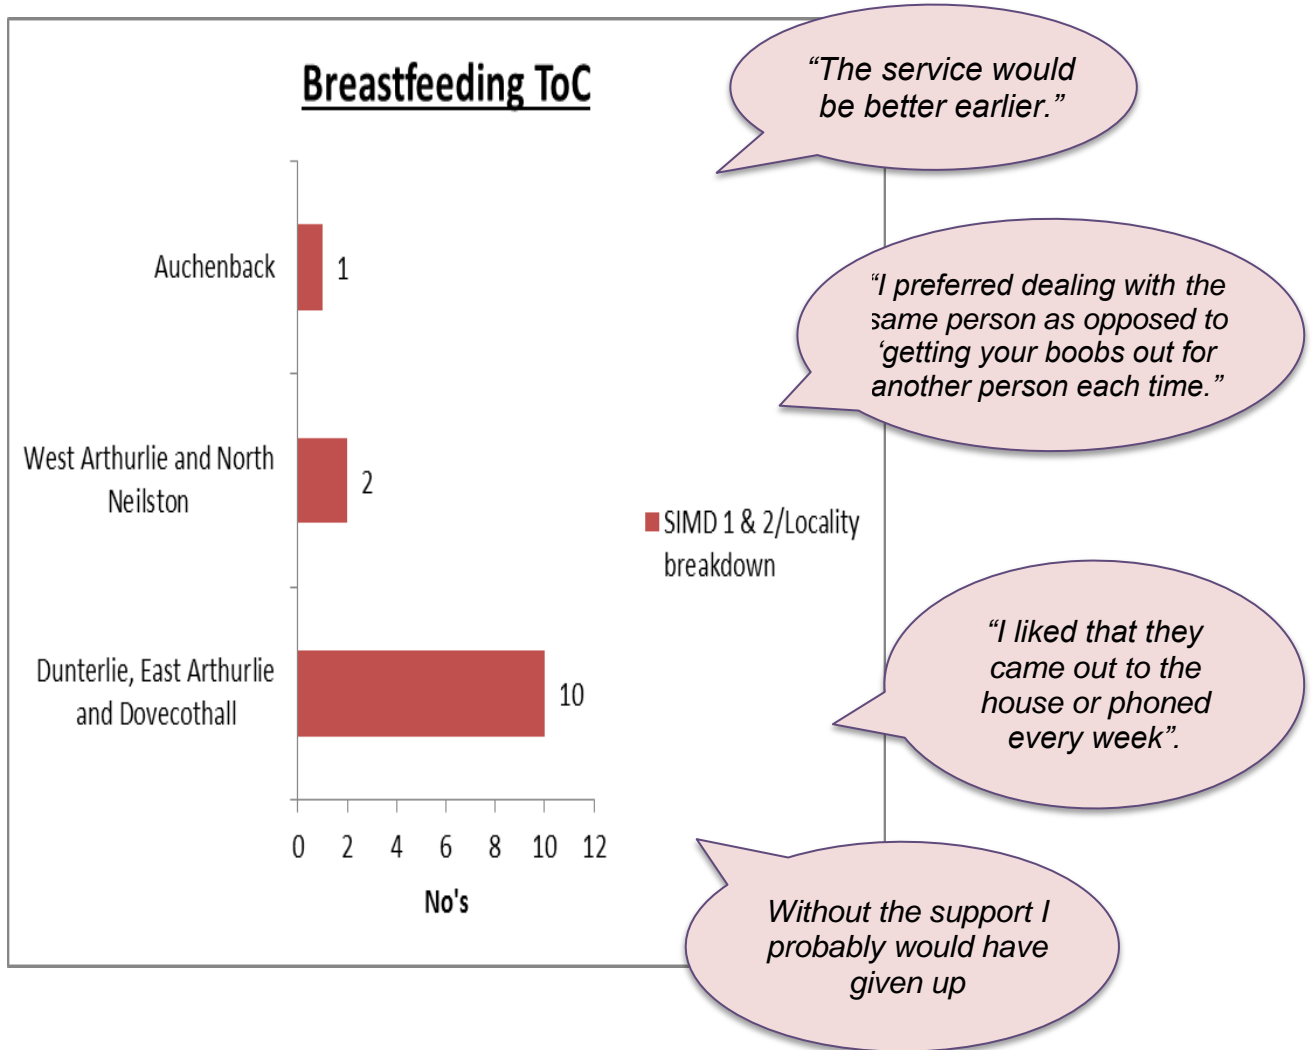 Breastfeeding ToC
Auchenback
1
West Arthurlie and North
Neilston
2
Dunterlie, East Arthurlie
and Dovecothall
10
0 2 4 6 8 10 12
No's
SIMD 1 & 2/Locality
breakdown
“The service would
be better earlier.”
“I preferred dealing with the
same person as opposed to
‘getting your boobs out for
another person each time.”
“I liked that they
came out to the
house or phoned
every week”.
Without the support I
probably would have
given up